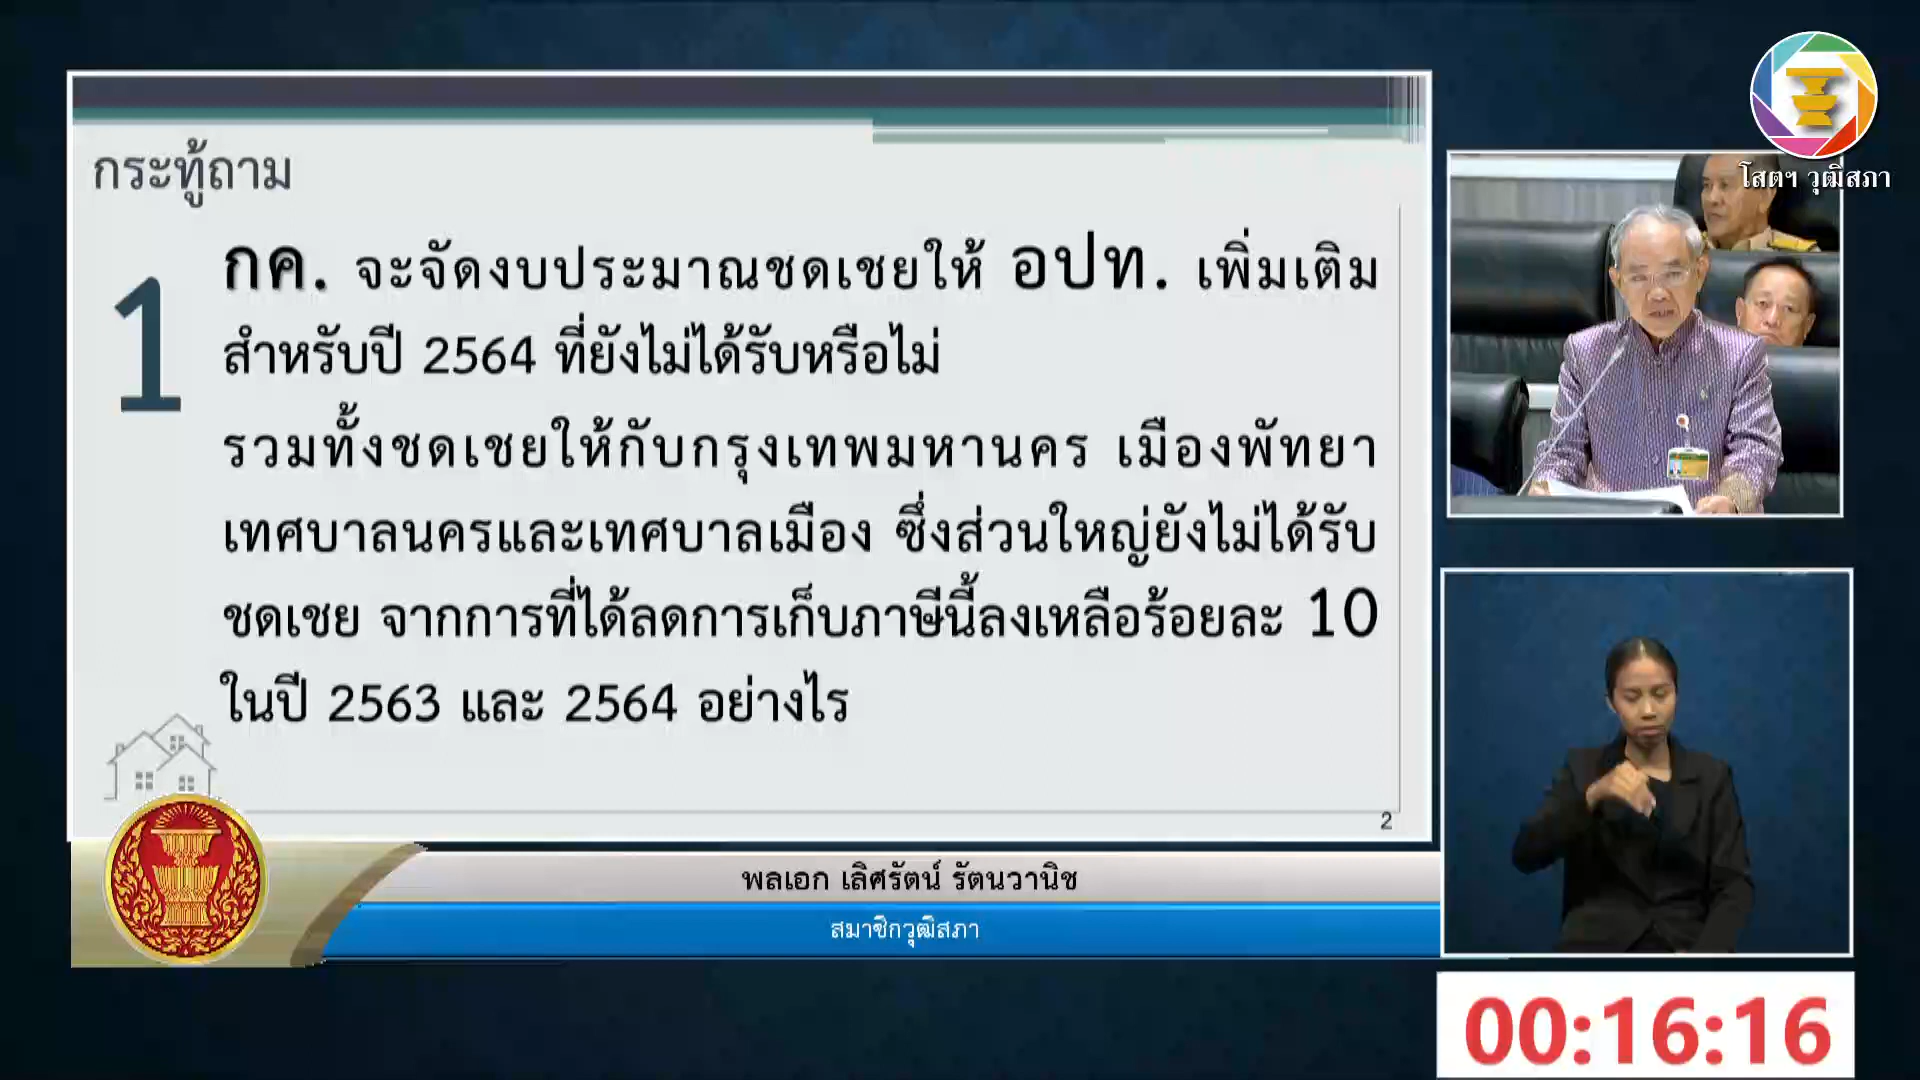 โสตฯ วุฒิสภา
กระทู้ถาม
1
กค. จะจัดงบประมาณชดเชยให้ อปท. เพิ่มเติม
สำหรับปี 2564 ที่ยังไม่ได้รับหรือไม่
รวมทั้งชดเชยให้กับกรุงเทพมหานคร เมืองพัทยา
เทศบาลนครและเทศบาลเมือง ซึ่งส่วนใหญ่ยังไม่ได้รับ
ชดเชย จากการที่ได้ลดการเก็บภาษีนี้ลงเหลือร้อยละ 10
ในปี 2563 และ 2564 อย่างไร
2
พลเอก เลิศรัตน์ รัตนวานิช
สมาชิกวุฒิสภา
00:16:16